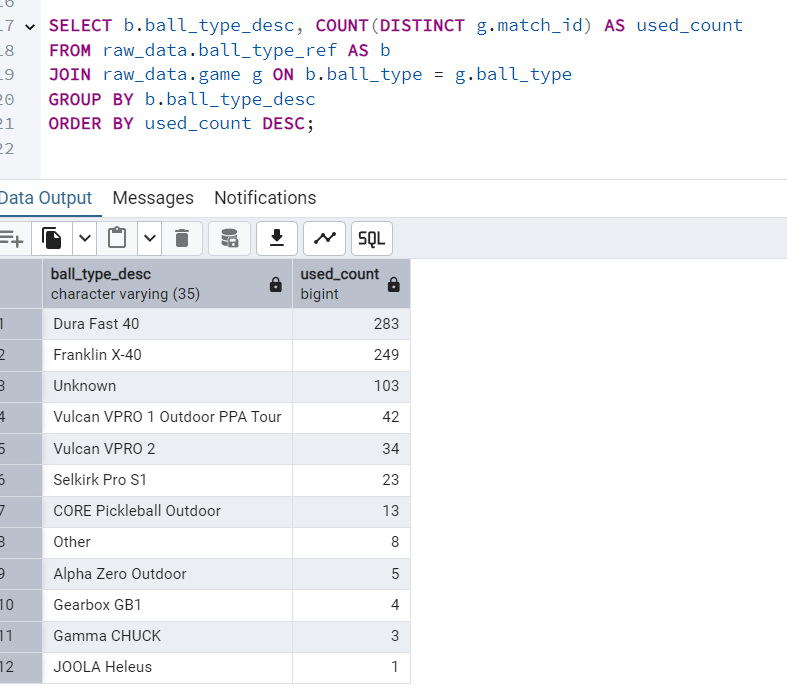 16
17 SELECT b.ball_type_desc, COUNT(DISTINCT g.match_id) AS used_count
18 FROM raw_data.ball_type_ref AS b
19 JOIN raw_data.game g ON b.ball_type = g.ball_type
20 GROUP BY b.ball_type_desc
21 ORDER BY used_count DESC;
22
Data Output Messages Notifications
SQL
ball_type_desc used_count
character varying (35) bigint
1 Dura Fast 40 283
2 Franklin X-40 249
3 Unknown 103
4 Vulcan VPRO 1 Outdoor PPA Tour 42
5 Vulcan VPRO 2 34
6 Selkirk Pro S1 23
7 CORE Pickleball Outdoor 13
8 Other 8
9 Alpha Zero Outdoor 5
10 Gearbox GB1 4
11 Gamma CHUCK 3
12 JOOLA Heleus 1